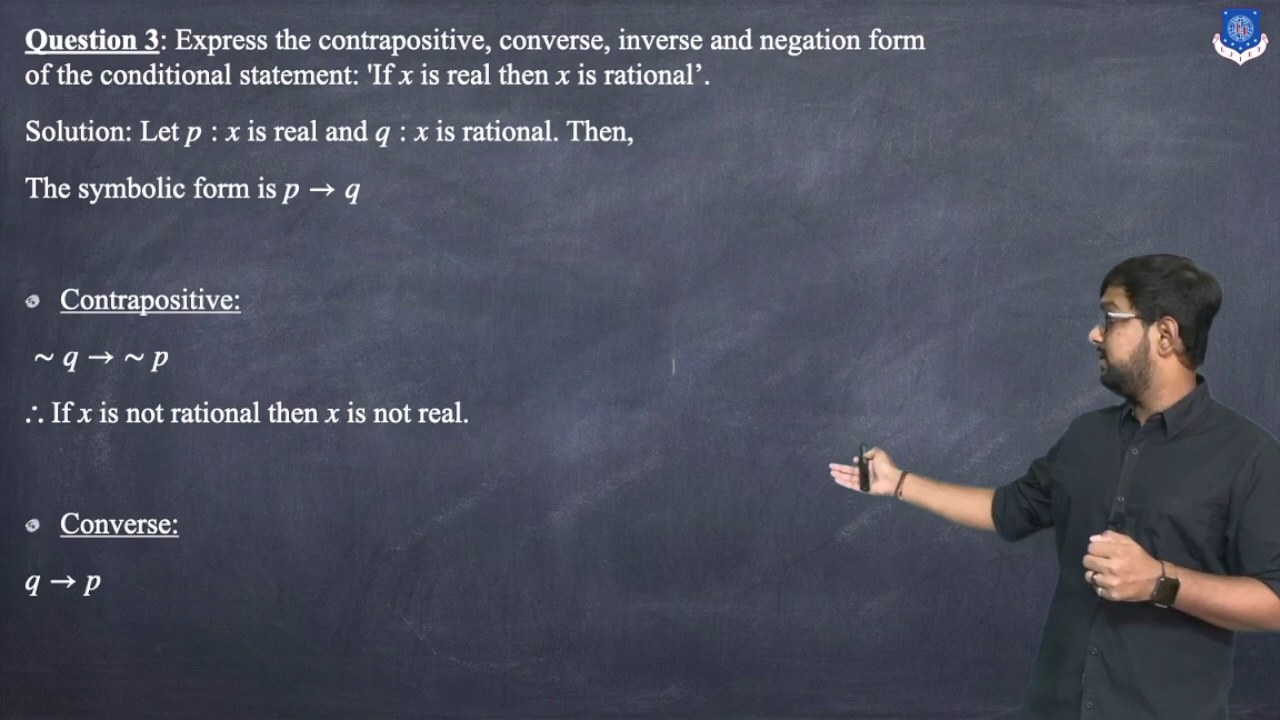 Question 3: Express the contrapositive, converse, inverse and negation form
of the conditional statement: 'If x is real then x is rational’.
Solution: Let p : x is real and q : x is rational. Then,
The symbolic form is p → q
Contrapositive:
~ q → ~ p
∴ If x is not rational then x is not real.
Converse:
q → p